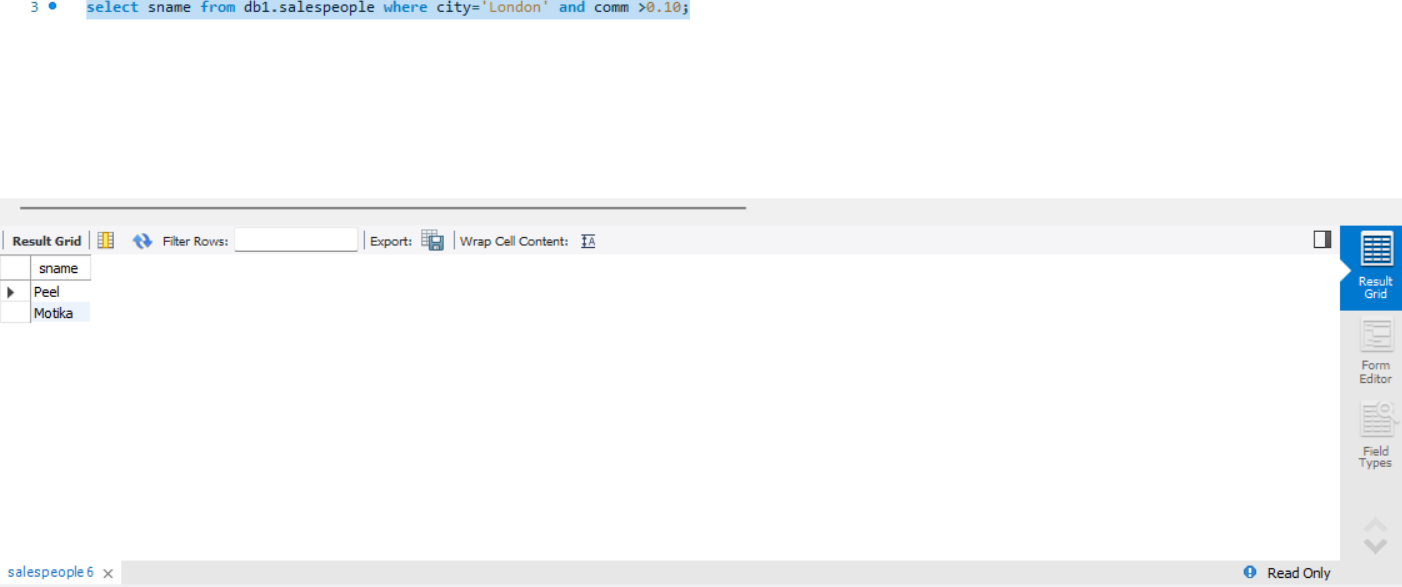 3 select sname from db1.salespeople where city='London' and comm >0.10;
Result Grid Filter Rows: Export: Wrap Cell Content: IA
sname
Peel
Motika
Result
Grid
Form
Editor
Field
Types
salespeople 6
Read Only